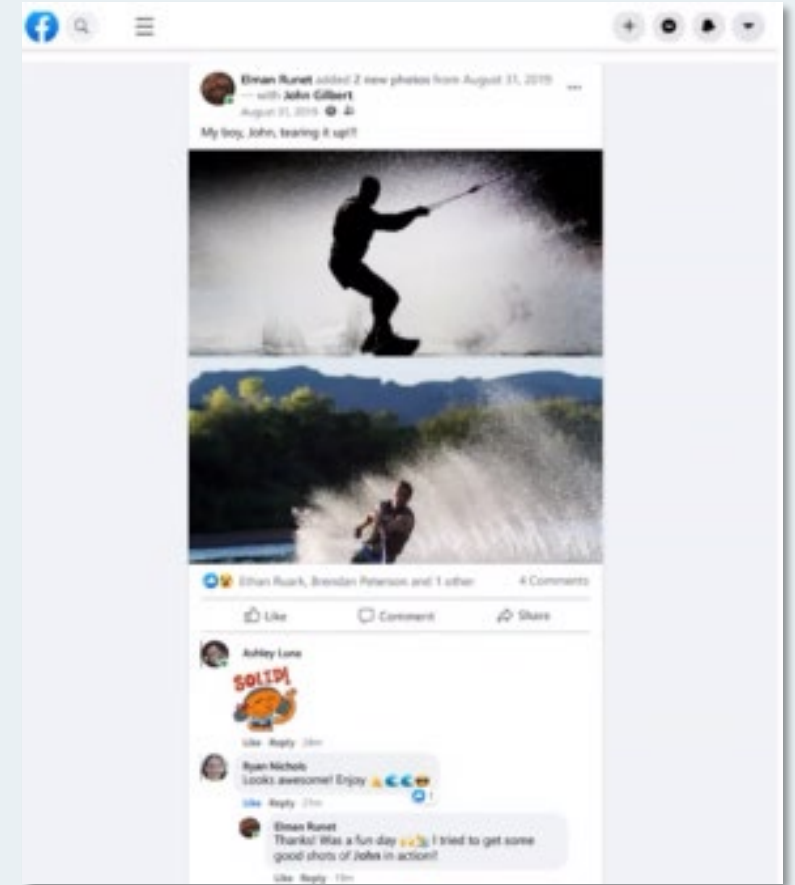 Elman Runet added 2 new photos from August 31, 2019
— with John Gilbert
August 31, 2019
My boy, John, tearing it up!!!
Ethan Ruark, Brendan Peterson and 1 other 4 Comments
Like Comment Share
Ashley Luna
SOLID!
Like Reply
Ryan Nichols
Looks awesome! Enjoy
1
Like Reply 21m
Elman Runet
Thanks! Was a fun day I tried to get some
good shots of John in action!!
Like Reply